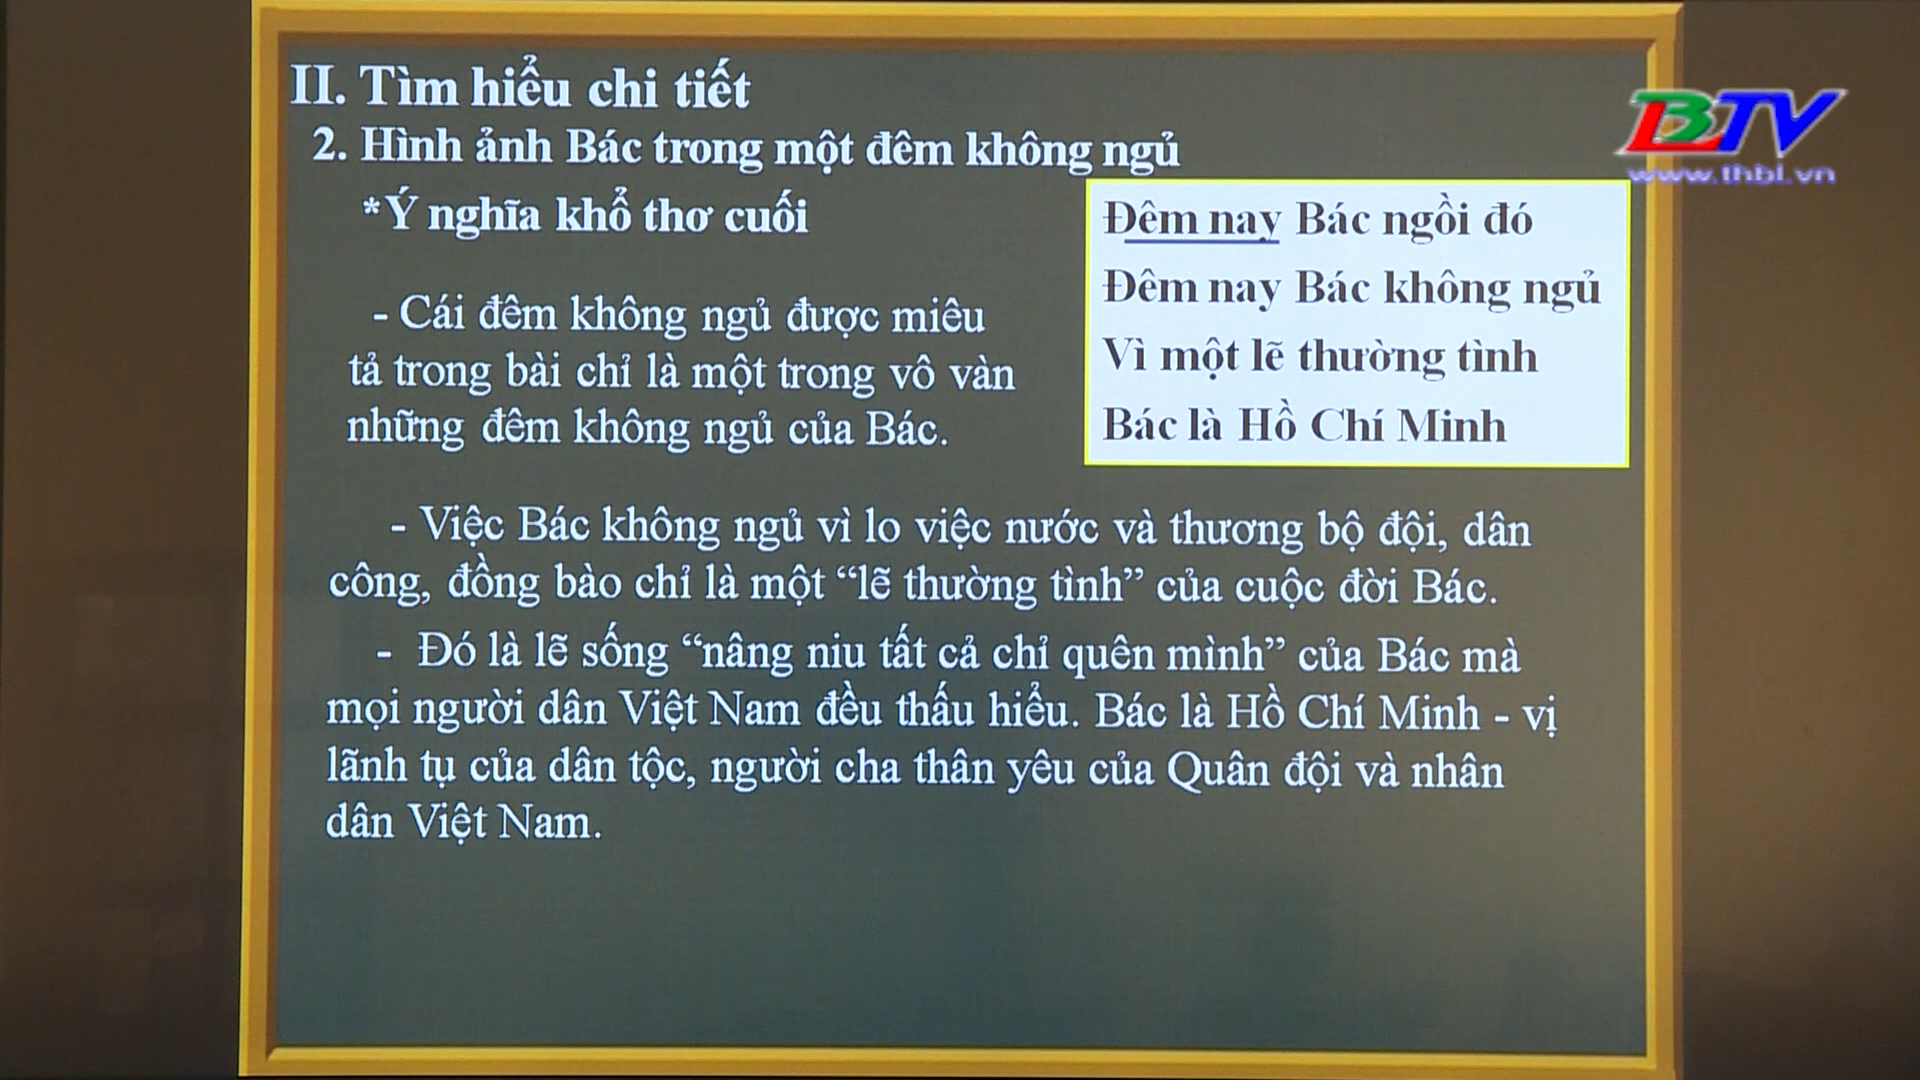 II. Tìm hiểu chi tiết
2. Hình ảnh Bác trong một đêm không ngủ
*Ý nghĩa khổ thơ cuối
- Cái đêm không ngủ được miêu
tả trong bài chỉ là một trong vô vàn
những đêm không ngủ của Bác.
Đêm nay Bác ngồi đó
Đêm nay Bác không ngủ
Vì một lẽ thường tình
Bác là Hồ Chí Minh
- Việc Bác không ngủ vì lo việc nước và thương bộ đội, dân
công, đồng bào chỉ là một “lẽ thường tình” của cuộc đời Bác.
- Đó là lẽ sống “nâng niu tất cả chỉ quên mình” của Bác mà
mọi người dân Việt Nam đều thấu hiểu. Bác là Hồ Chí Minh - vị
lãnh tụ của dân tộc, người cha thân yêu của Quân đội và nhân
dân Việt Nam.
BTV
www.thbl.vn